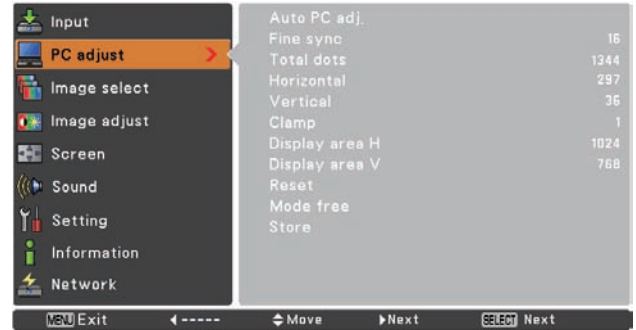 Input
PC adjust
Image select
Image adjust
Screen
Sound
Setting
Information
Network
Auto PC adj.
Fine sync 16
Total dots 1344
Horizontal 297
Vertical 36
Clamp 1
Display area H 1024
Display area V 768
Reset
Mode free
Store
MENU Exit ----- Move Next SELECT Next